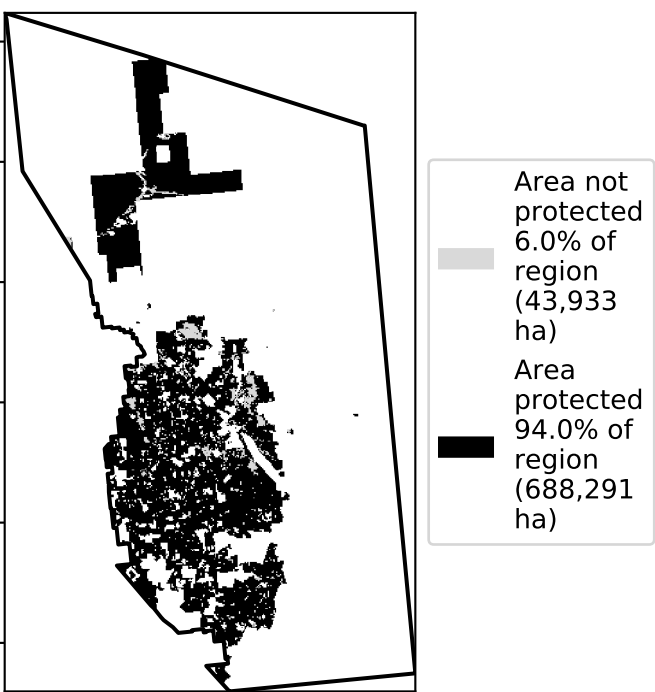 Area not
protected
6.0% of
region
(43,933
ha)
Area
protected
94.0% of
region
(688,291
ha)